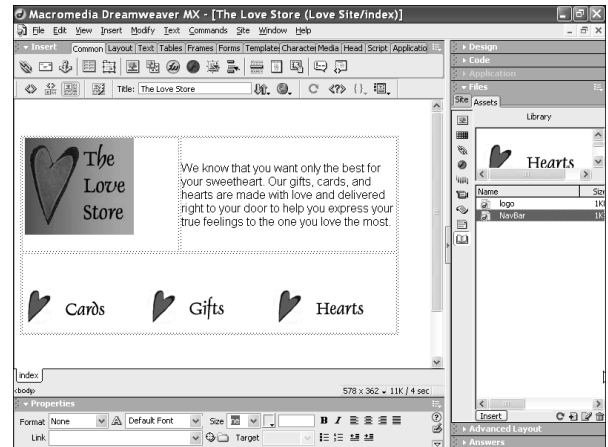 Macromedia Dreamweaver MX - [The Love Store (Love Site/index)]
File Edit View Insert Modify Text Commands Site Window Help
Insert Common Layout Text Tables Frames Forms Templates Character Media Head Script Applicatio
Title: The Love Store
The
Love
Store
We know that you want only the best for
your sweetheart. Our gifts, cards, and
hearts are made with love and delivered
right to your door to help you express your
true feelings to the one you love the most.
Cards Gifts Hearts
index
<body> 578 x 362 11K / 4 sec
Properties
Format None Default Font Size B I
Link Target
Design
Code
Application
Files
Site Assets
Library
Hearts
Name Size
logo 1K
NavBar 1K
Insert
Advanced Layout
Answers